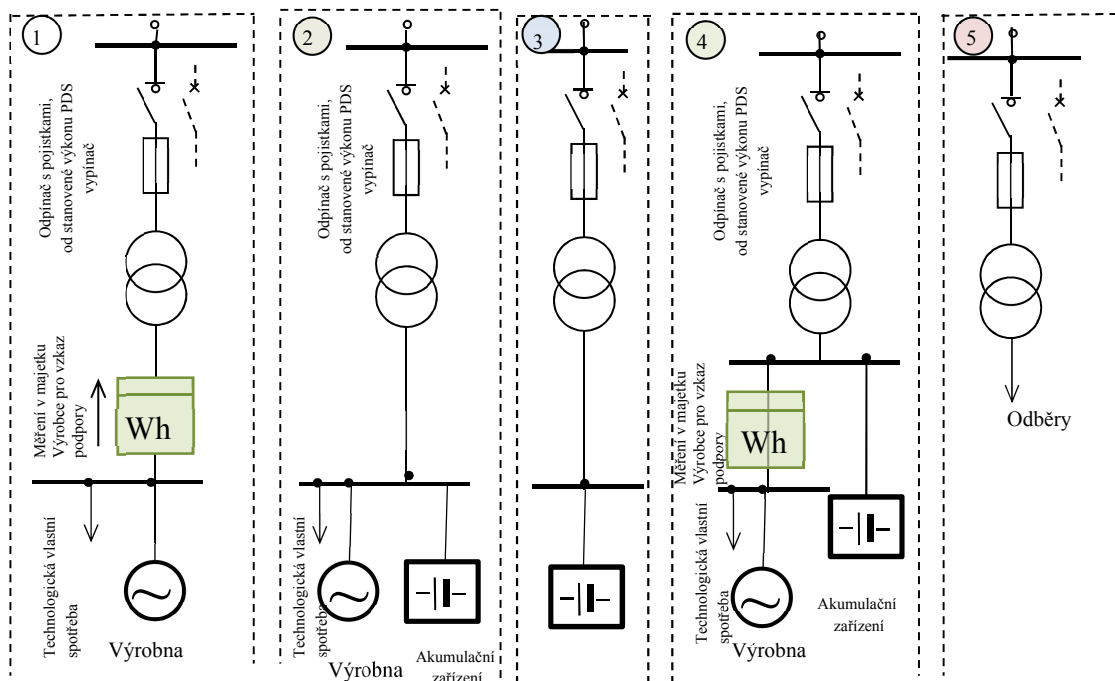 1
Odpínač s pojistkami,
od stanovené výkonu PDS
vypínač
Měření v majetku
Výrobce pro vzkaz
podpory
Wh
Technologická vlastní
spotřeba
Výrobna
2
Odpínač s pojistkami,
od stanovené výkonu PDS
vypínač
Technologická vlastní
spotřeba
Výrobna
Akumulační
zařízení
3
4
Odpínač s pojistkami,
od stanovené výkonu PDS
vypínač
Měření v majetku
Výrobce pro vzkaz
podpory
Wh
Technologická vlastní
spotřeba
Výrobna
Akumulační
zařízení
5
Odběry